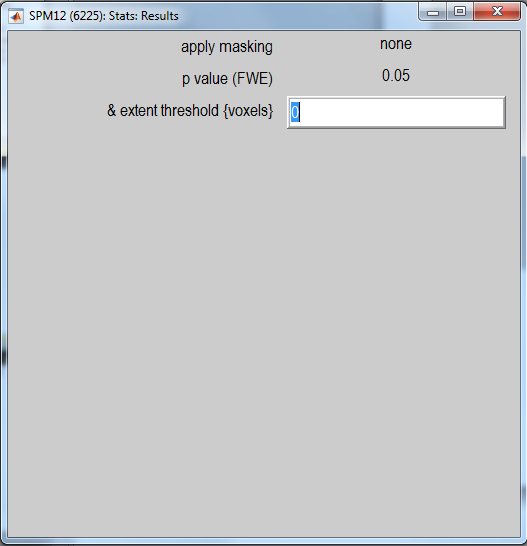 SPM12 (6225): Stats: Results
apply masking none
p value (FWE) 0.05
& extent threshold {voxels} 0